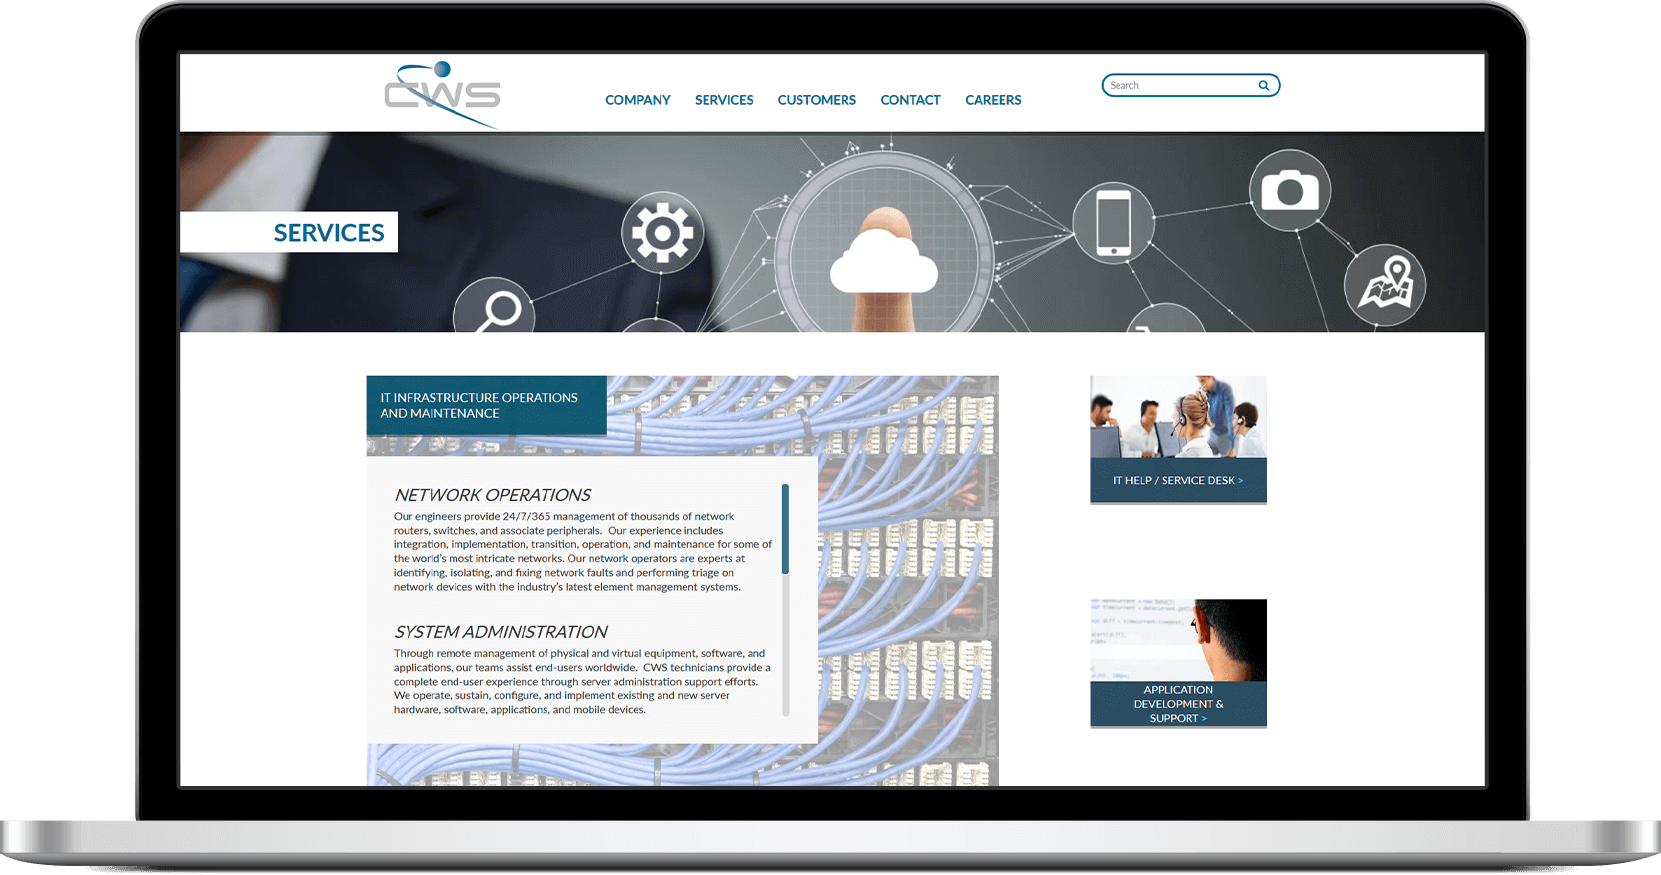 CWS
COMPANY SERVICES CUSTOMERS CONTACT CAREERS
Search
SERVICES
IT INFRASTRUCTURE OPERATIONS
AND MAINTENANCE
NETWORK OPERATIONS
Our engineers provide 24/7/365 management of thousands of network
routers, switches, and associate peripherals.  Our experience includes
integration, implementation, transition, operation, and maintenance for some of
the world's most intricate networks. Our network operators are experts at
identifying, isolating, and fixing network faults and performing triage on
network devices with the industry's latest element management systems.
SYSTEM ADMINISTRATION
Through remote management of physical and virtual equipment, software, and
applications, our teams assist end-users worldwide.  CWS technicians provide a
complete end-user experience through server administration support efforts.
We operate, sustain, configure, and implement existing and new server
hardware, software, applications, and mobile devices.
IT HELP / SERVICE DESK >
APPLICATION
DEVELOPMENT &
SUPPORT >